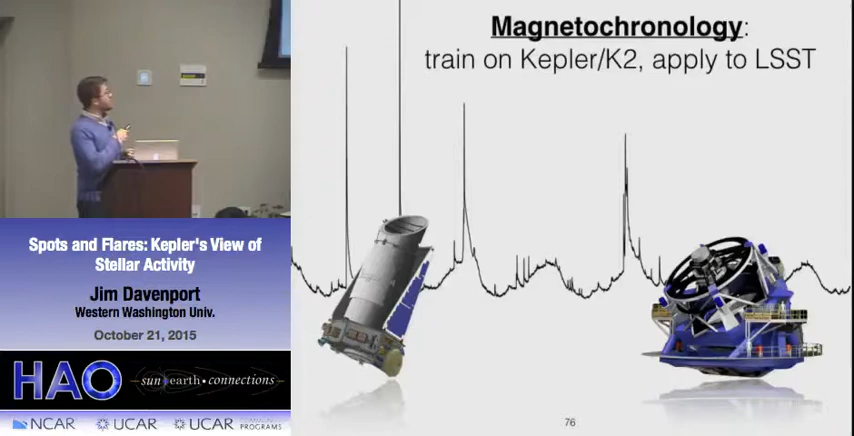 Magnetochronology:
train on Kepler/K2, apply to LSST
Spots and Flares: Kepler's View of
Stellar Activity
Jim Davenport
Western Washington Univ.
October 21, 2015
HAO
sun earth • connections
NCAR
UCAR
UCAR
PROGRAMS
76